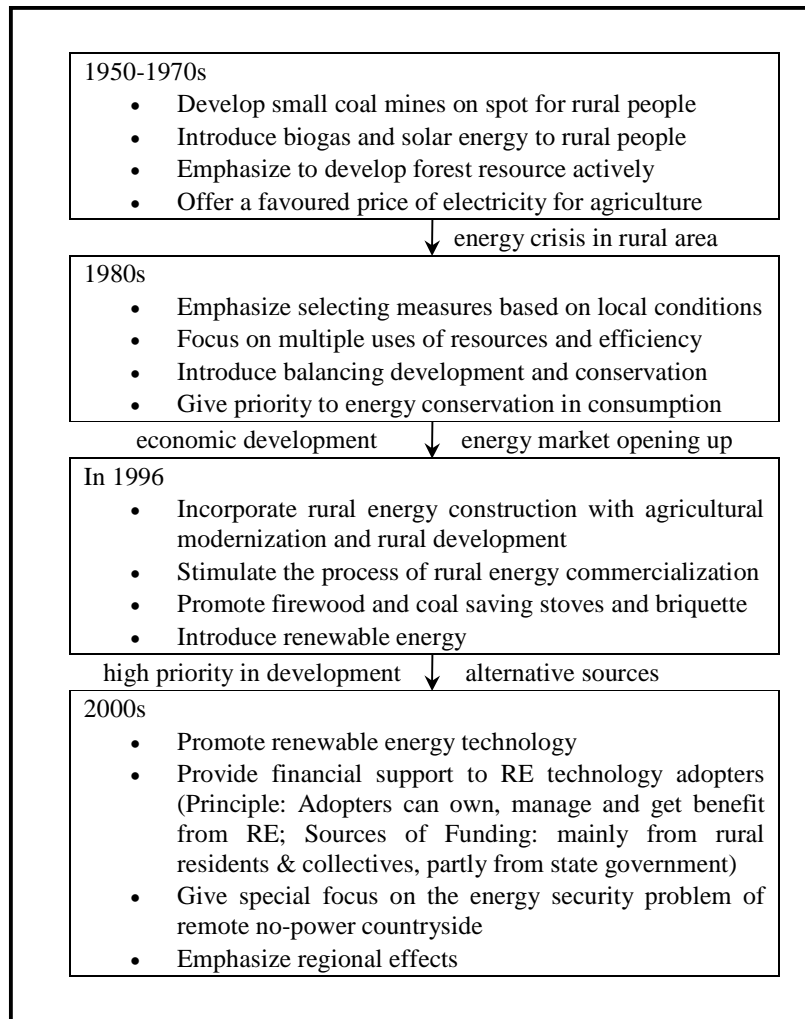 1950-1970s
• Develop small coal mines on spot for rural people
• Introduce biogas and solar energy to rural people
• Emphasize to develop forest resource actively
• Offer a favoured price of electricity for agriculture
energy crisis in rural area
1980s
• Emphasize selecting measures based on local conditions
• Focus on multiple uses of resources and efficiency
• Introduce balancing development and conservation
• Give priority to energy conservation in consumption
economic development energy market opening up
In 1996
• Incorporate rural energy construction with agricultural
modernization and rural development
• Stimulate the process of rural energy commercialization
• Promote firewood and coal saving stoves and briquette
• Introduce renewable energy
high priority in development alternative sources
2000s
• Promote renewable energy technology
• Provide financial support to RE technology adopters
(Principle: Adopters can own, manage and get benefit
from RE; Sources of Funding: mainly from rural
residents & collectives, partly from state government)
• Give special focus on the energy security problem of
remote no-power countryside
• Emphasize regional effects